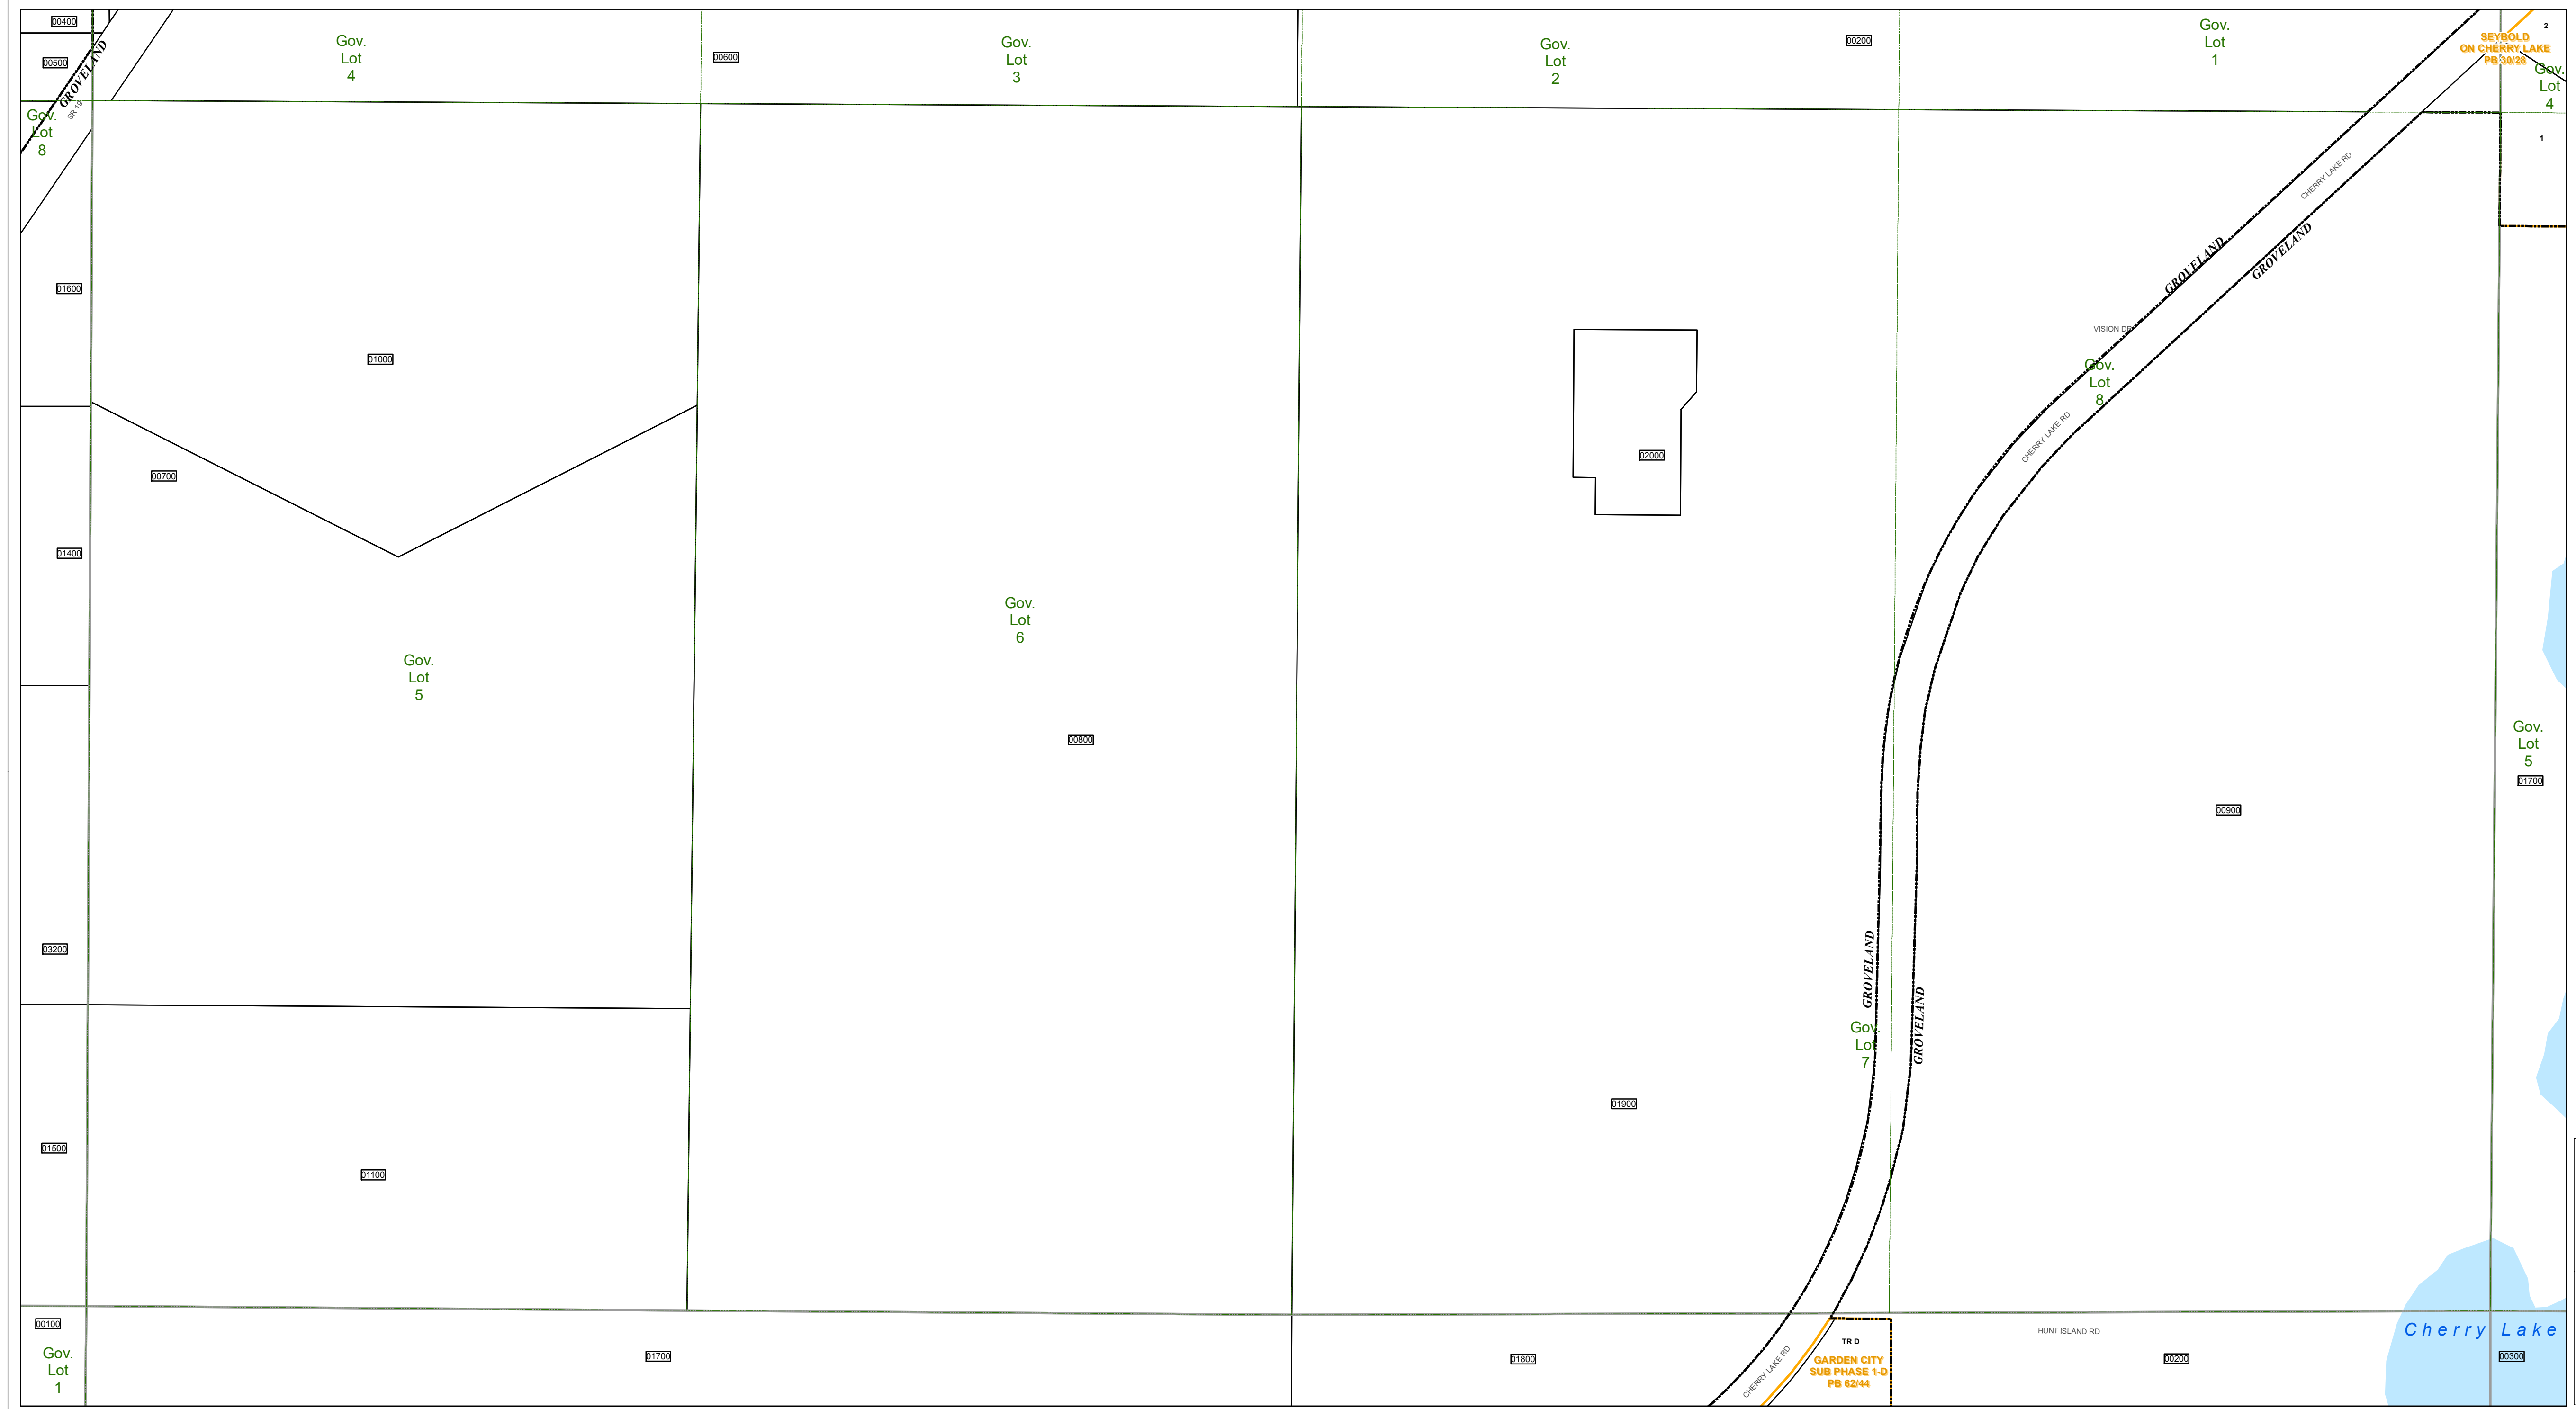 00400
GROVELAND
SR 19
00500
Gov.
Lot
8
Gov.
Lot
4
00600
Gov.
Lot
3
Gov.
Lot
2
00200
Gov.
Lot
1
2
SEYBOLD
ON CHERRY LAKE
PB 30/28
Gov.
Lot
4
1
CHERRY LAKE RD
GROVELAND
GROVELAND
01600
VISION DR
01000
Gov.
Lot
8
CHERRY LAKE RD
00700
02000
01400
Gov.
Lot
6
Gov.
Lot
5
00800
Gov.
Lot
5
01700
00900
03200
GROVELAND
GROVELAND
Gov.
Lot
7
01900
01500
01100
00100
Gov.
Lot
1
01700
01800
CHERRY LAKE RD
TR D
GARDEN CITY
SUB PHASE 1-D
PB 62/44
HUNT ISLAND RD
00200
Cherry Lake
00300